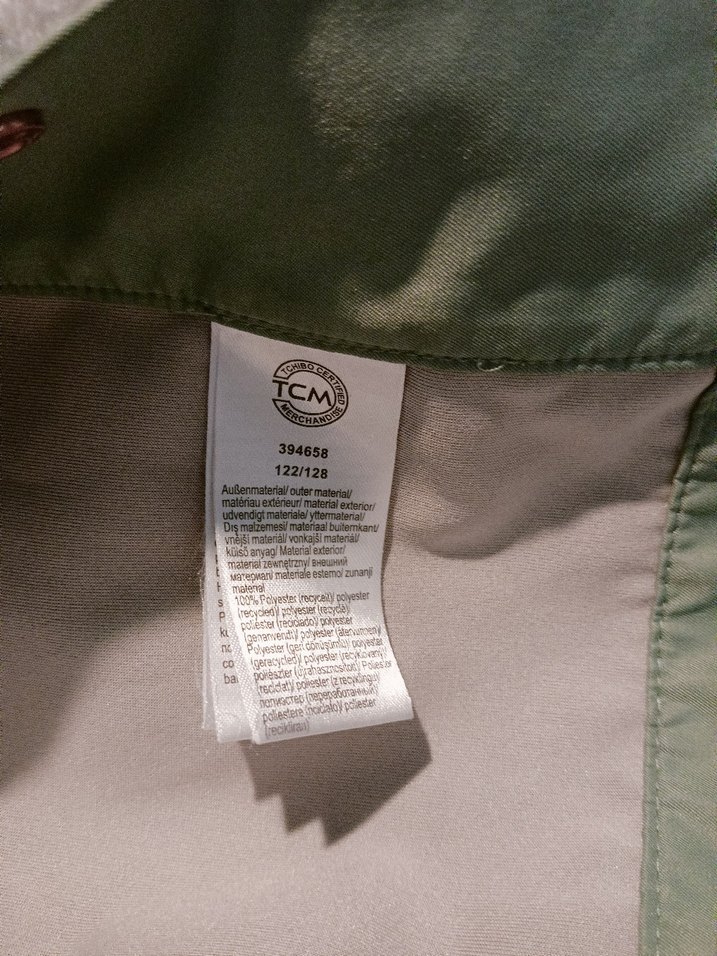 TCHIBO CERTIFIED
TCM
MERCHANDISE
394658
122/128
Außenmaterial/ outer material/
matériau extérieur/ material exterior/
udvendigt materiale/ yttermaterial/
Dış malzemesi/ materiaal buitenkant/
vnější materiál/ vonkajší materiál/
külső anyag/ Material exterior/
materiał zewnętrzny/ внешний
материал/ materiale esterno/ zunanji
material
100% Polyester (recycelt)/ polyester
(recycled)/ polyester (recyclé)/
poliéster (reciclado)/ polyester
(genanvendt)/ polyester (återvunnen)/
Polyester (geri dönüşümlü)/ polyester
(gerecycled)/ polyester (recyklovaný)/
poliészter (újrahasznosított)/ Poliester
reciclat)/ poliester (z recyklingu)/
полиэстер (переработанный)/
poliestere (riciclato)/ poliester
(recikliran)